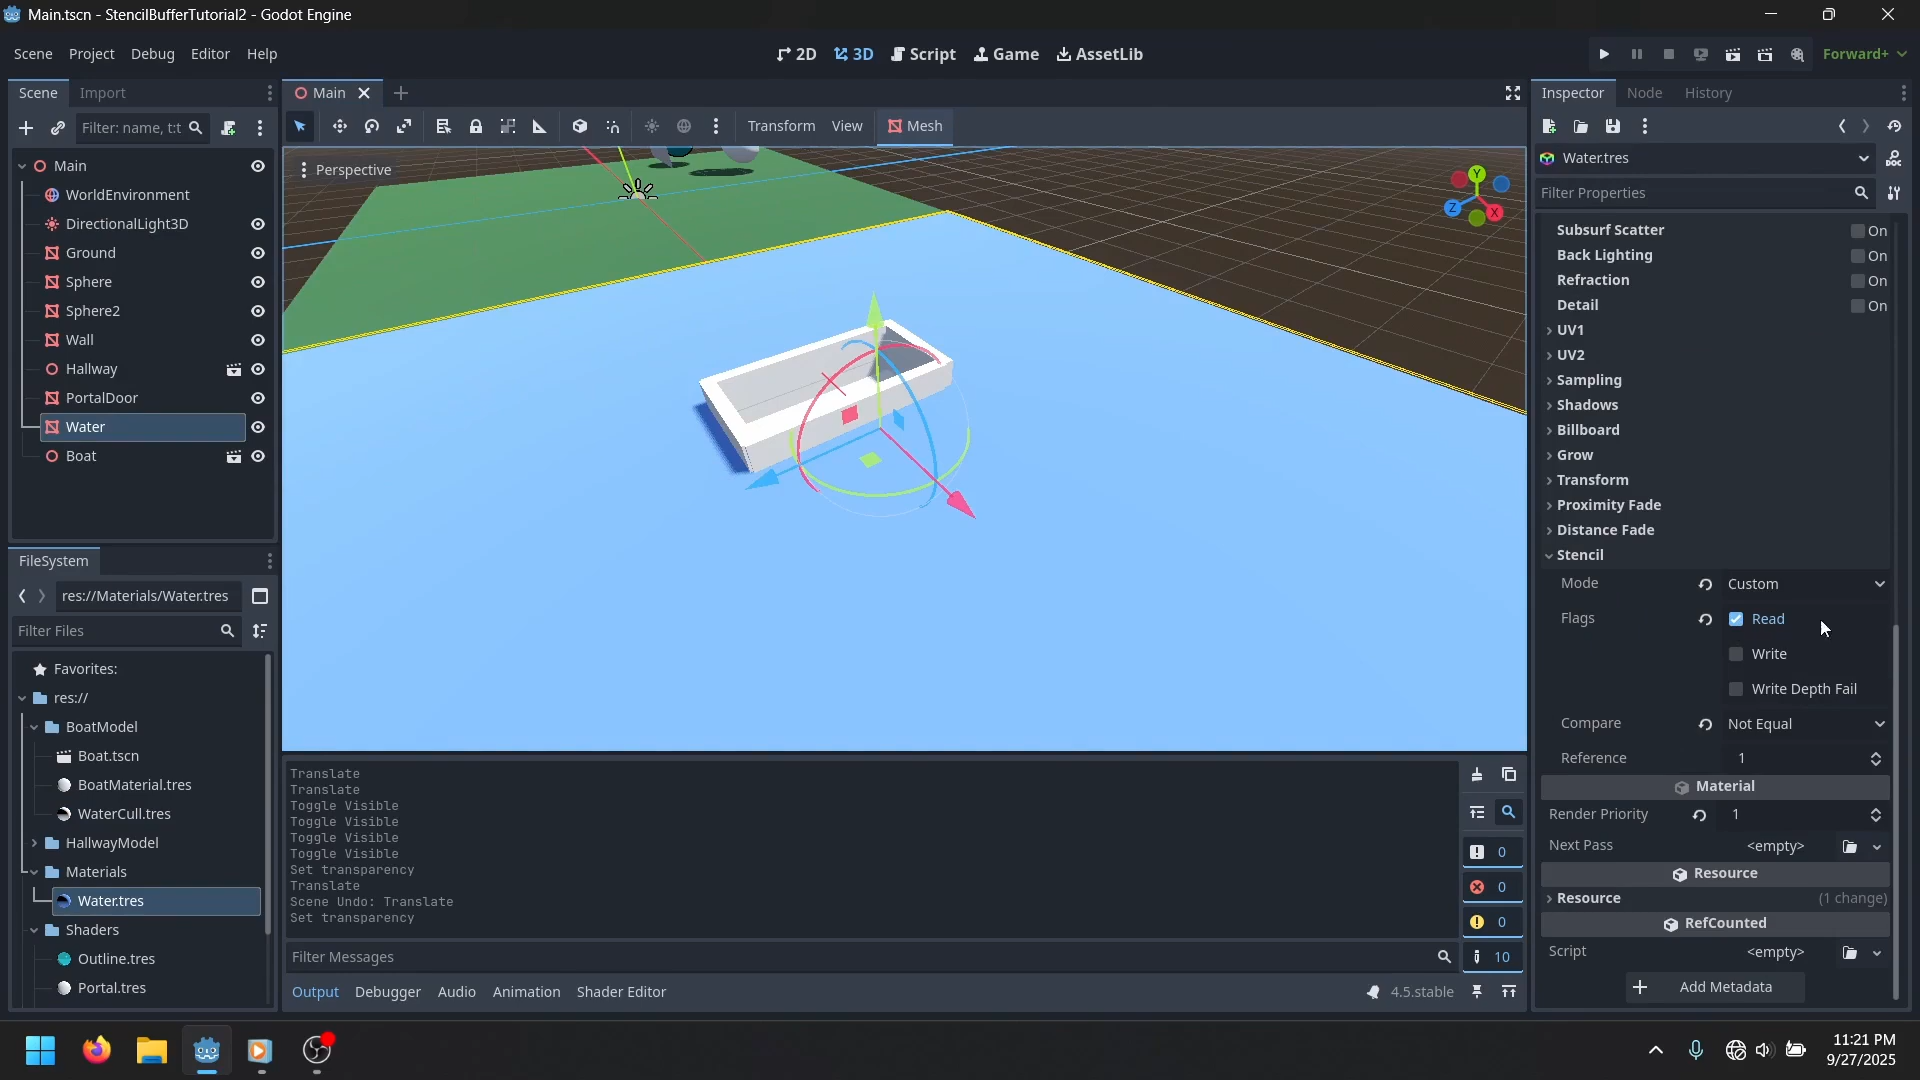 Main.tscn - StencilBufferTutorial2 - Godot Engine
Scene Project Debug Editor Help
2D 3D Script Game AssetLib
Forward+
Scene Import
Filter: name, t:t
Main
WorldEnvironment
DirectionalLight3D
Ground
Sphere
Sphere2
Wall
Hallway
PortalDoor
Water
Boat
FileSystem
res://Materials/Water.tres
Filter Files
Favorites:
res://
BoatModel
Boat.tscn
BoatMaterial.tres
WaterCull.tres
HallwayModel
Materials
Water.tres
Shaders
Outline.tres
Portal.tres
Main
Transform View Mesh
Perspective
Y
Z
X
Translate
Translate
Toggle Visible
Toggle Visible
Toggle Visible
Toggle Visible
Set transparency
Translate
Scene Undo: Translate
Set transparency
0
0
0
10
Filter Messages
Output Debugger Audio Animation Shader Editor
4.5.stable
Inspector Node History
Water.tres
DOC
Filter Properties
Subsurf Scatter On
Back Lighting On
Refraction On
Detail On
UV1
UV2
Sampling
Shadows
Billboard
Grow
Transform
Proximity Fade
Distance Fade
Stencil
Mode Custom
Flags Read
Write
Write Depth Fail
Compare Not Equal
Reference 1
Material
Render Priority 1
Next Pass <empty>
Resource
Resource (1 change)
RefCounted
Script <empty>
Add Metadata
11:21 PM
9/27/2025